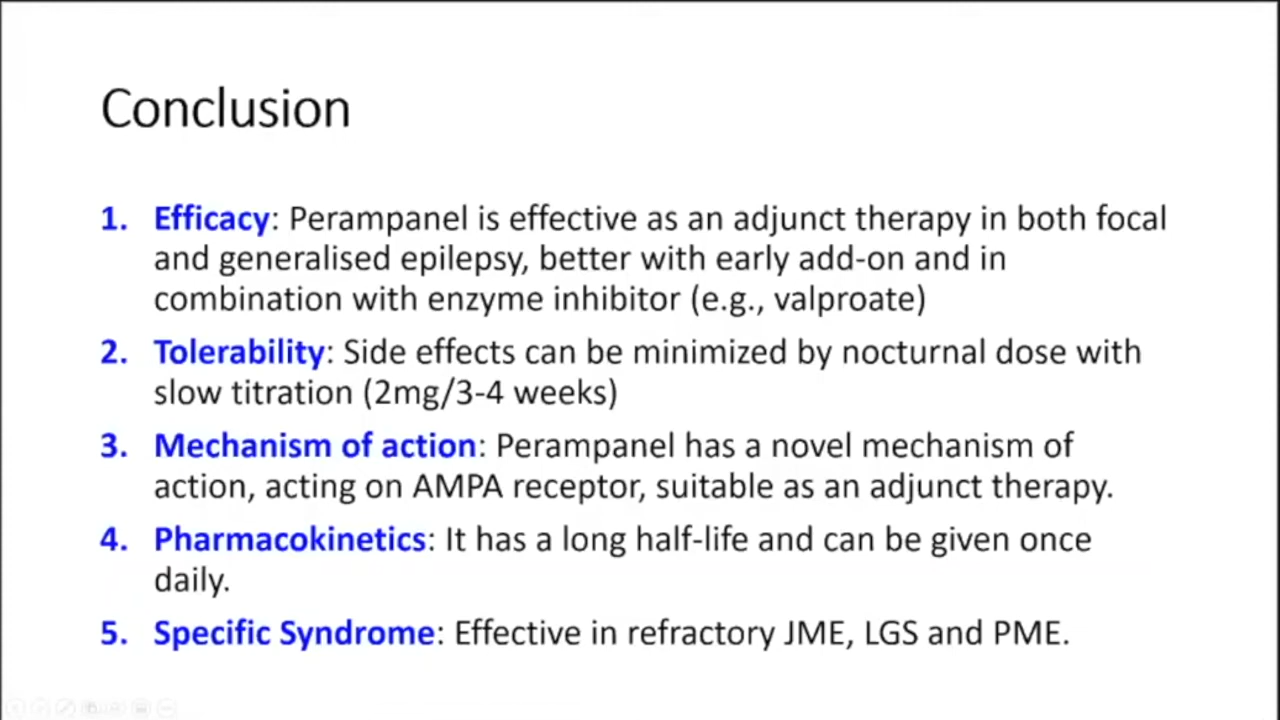 Conclusion
1. Efficacy: Perampanel is effective as an adjunct therapy in both focal
and generalised epilepsy, better with early add-on and in
combination with enzyme inhibitor (e.g., valproate)
2. Tolerability: Side effects can be minimized by nocturnal dose with
slow titration (2mg/3-4 weeks)
3. Mechanism of action: Perampanel has a novel mechanism of
action, acting on AMPA receptor, suitable as an adjunct therapy.
4. Pharmacokinetics: It has a long half-life and can be given once
daily.
5. Specific Syndrome: Effective in refractory JME, LGS and PME.